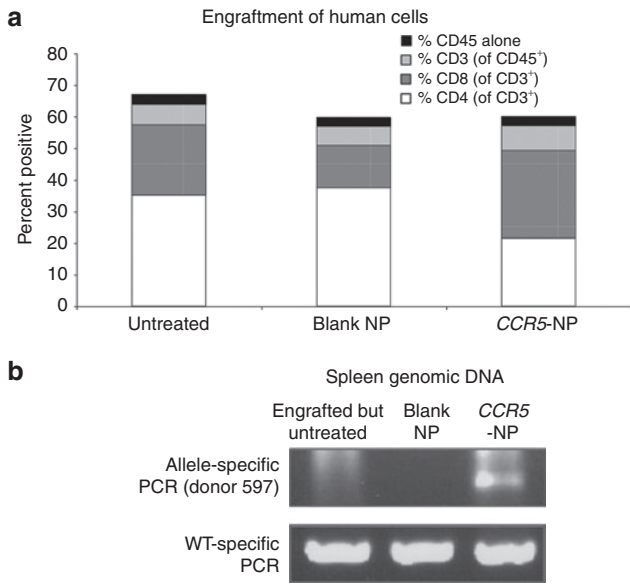 a
Engraftment of human cells
% CD45 alone
% CD3 (of CD45⁺)
% CD8 (of CD3⁺)
% CD4 (of CD3⁺)
Percent positive
80
70
60
50
40
30
20
10
0
Untreated
Blank NP
CCR5-NP
b
Spleen genomic DNA
Engrafted but
untreated
Blank
NP
CCR5
-NP
Allele-specific
PCR (donor 597)
WT-specific
PCR